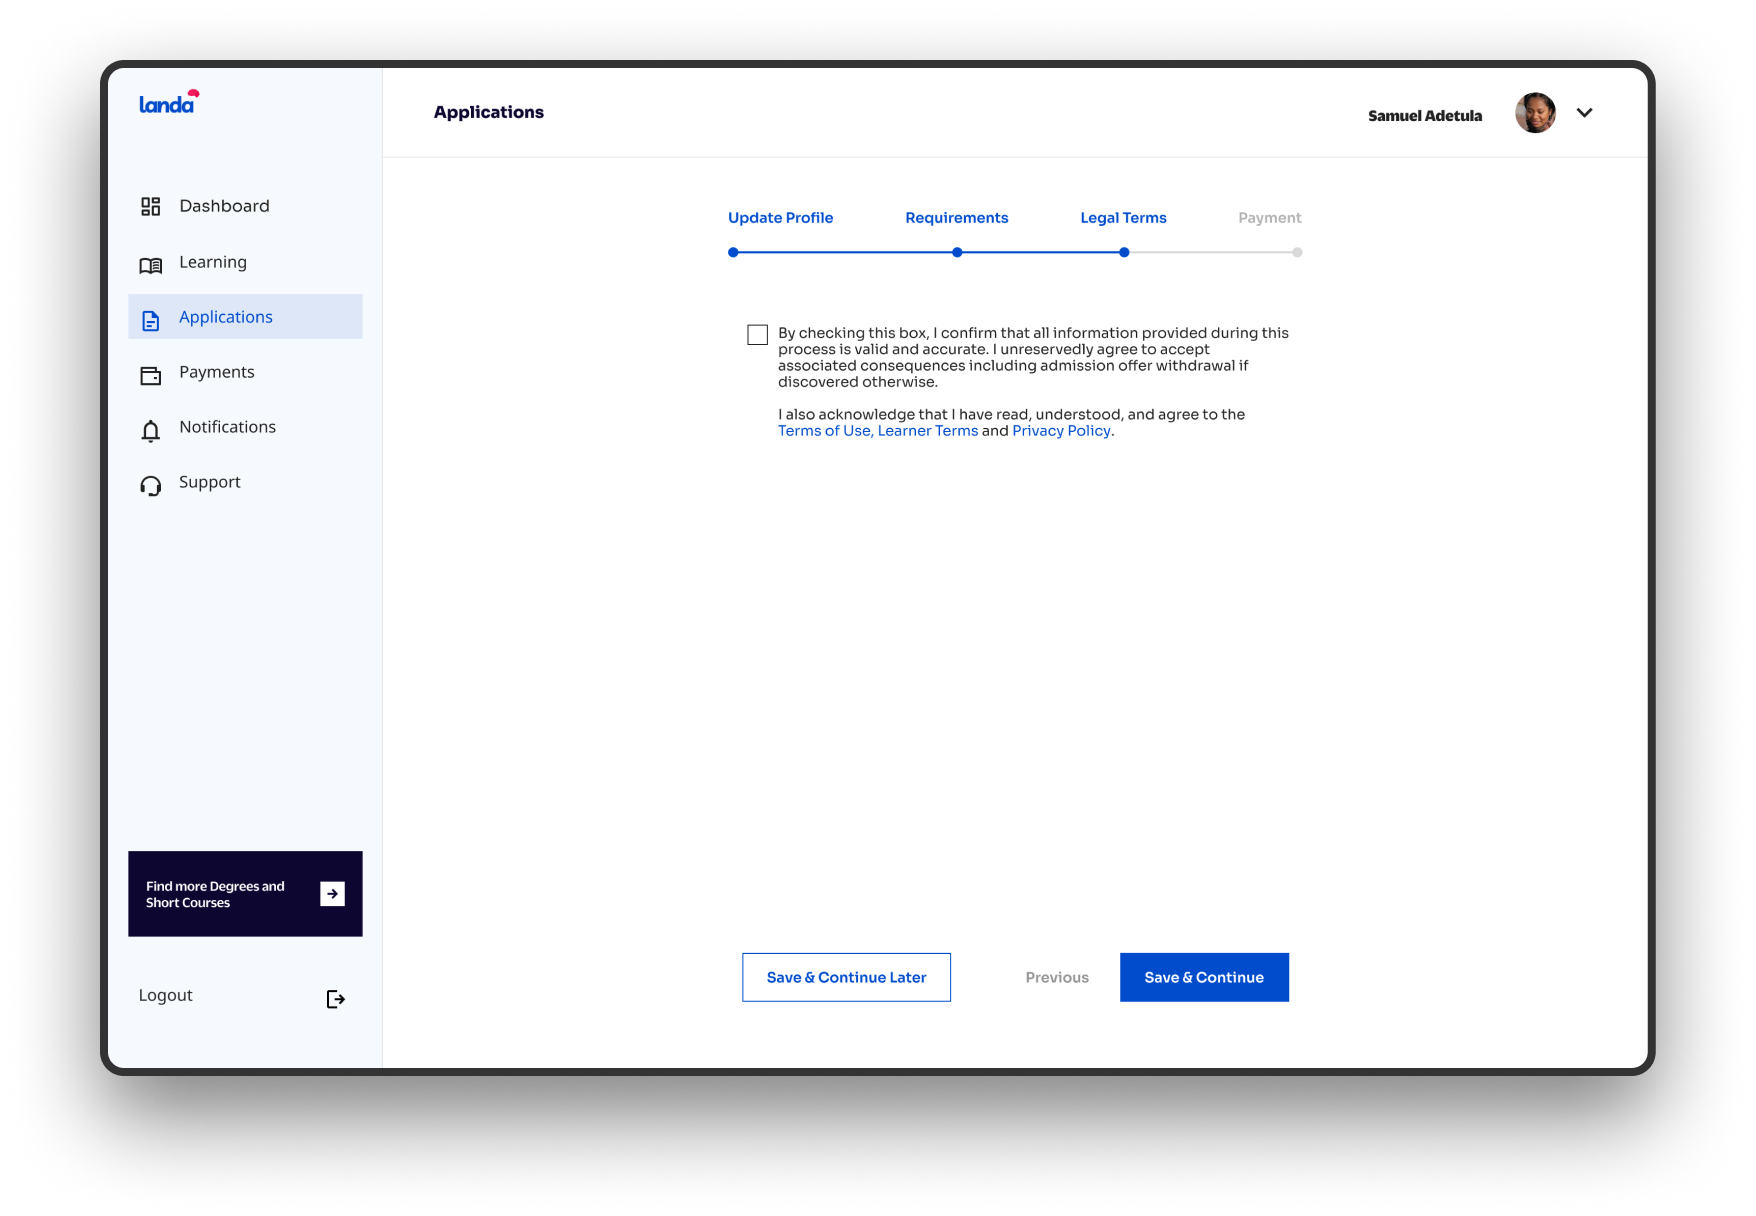 landa
Applications
Samuel Adetula
Dashboard
Learning
Applications
Payments
Notifications
Support
Find more Degrees and
Short Courses
Logout
Update Profile
Requirements
Legal Terms
Payment
By checking this box, I confirm that all information provided during this
process is valid and accurate. I unreservedly agree to accept
associated consequences including admission offer withdrawal if
discovered otherwise.
I also acknowledge that I have read, understood, and agree to the
Terms of Use, Learner Terms and Privacy Policy.
Save & Continue Later
Previous
Save & Continue